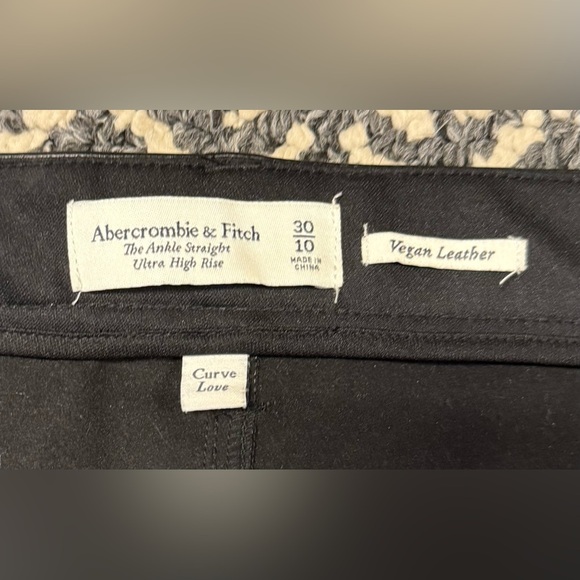 Abercrombie & Fitch
The Ankle Straight
Ultra High Rise
30
10
MADE IN
CHINA
Vegan Leather
Curve
Love